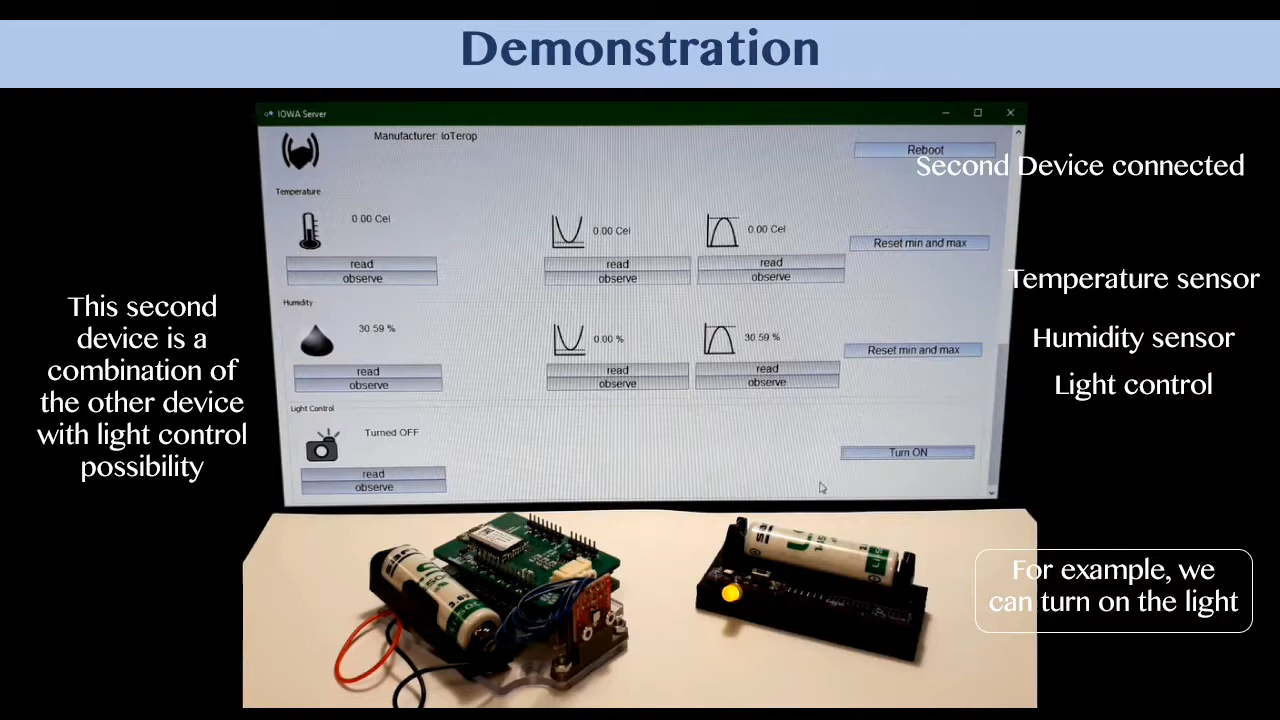 Demonstration
IOWA Server
Manufacturer: IoTerop
Reboot
Second Device connected
Temperature
0.00 Cel
0.00 Cel
0.00 Cel
Reset min and max
read
observe
read
observe
read
observe
Temperature sensor
Humidity
30.59 %
0.00 %
30.59 %
Reset min and max
read
observe
read
observe
read
observe
Humidity sensor
Light control
Light Control
Turned OFF
Turn ON
read
observe
This second
device is a
combination of
the other device
with light control
possibility
For example, we
can turn on the light